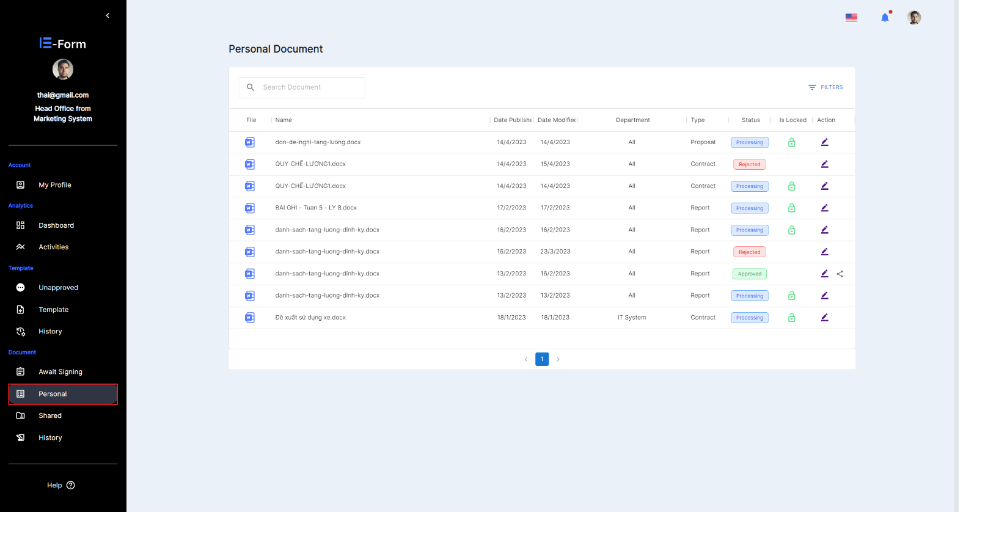 E-Form
thai@gmail.com
Head Office from
Marketing System
Account
My Profile
Analytics
Dashboard
Activities
Template
Unapproved
Template
History
Document
Await Signing
Personal
Shared
History
Help
Personal Document
Search Document
FILTERS
File Name Date Publishe Date Modified Department Type Status Is Locked Action
don-de-nghi-tang-luong.docx 14/4/2023 14/4/2023 All Proposal Processing
QUY-CHẾ-LƯƠNG1.docx 14/4/2023 15/4/2023 All Contract Rejected
QUY-CHẾ-LƯƠNG1.docx 14/4/2023 14/4/2023 All Contract Processing
BAI GHI - Tuan 5 - LY 8.docx 17/2/2023 17/2/2023 All Report Processing
danh-sach-tang-luong-dinh-ky.docx 16/2/2023 16/2/2023 All Report Processing
danh-sach-tang-luong-dinh-ky.docx 16/2/2023 23/3/2023 All Report Rejected
danh-sach-tang-luong-dinh-ky.docx 13/2/2023 16/2/2023 All Report Approved
danh-sach-tang-luong-dinh-ky.docx 13/2/2023 13/2/2023 All Report Processing
Đề xuất sử dụng xe.docx 18/1/2023 18/1/2023 IT System Contract Processing
1